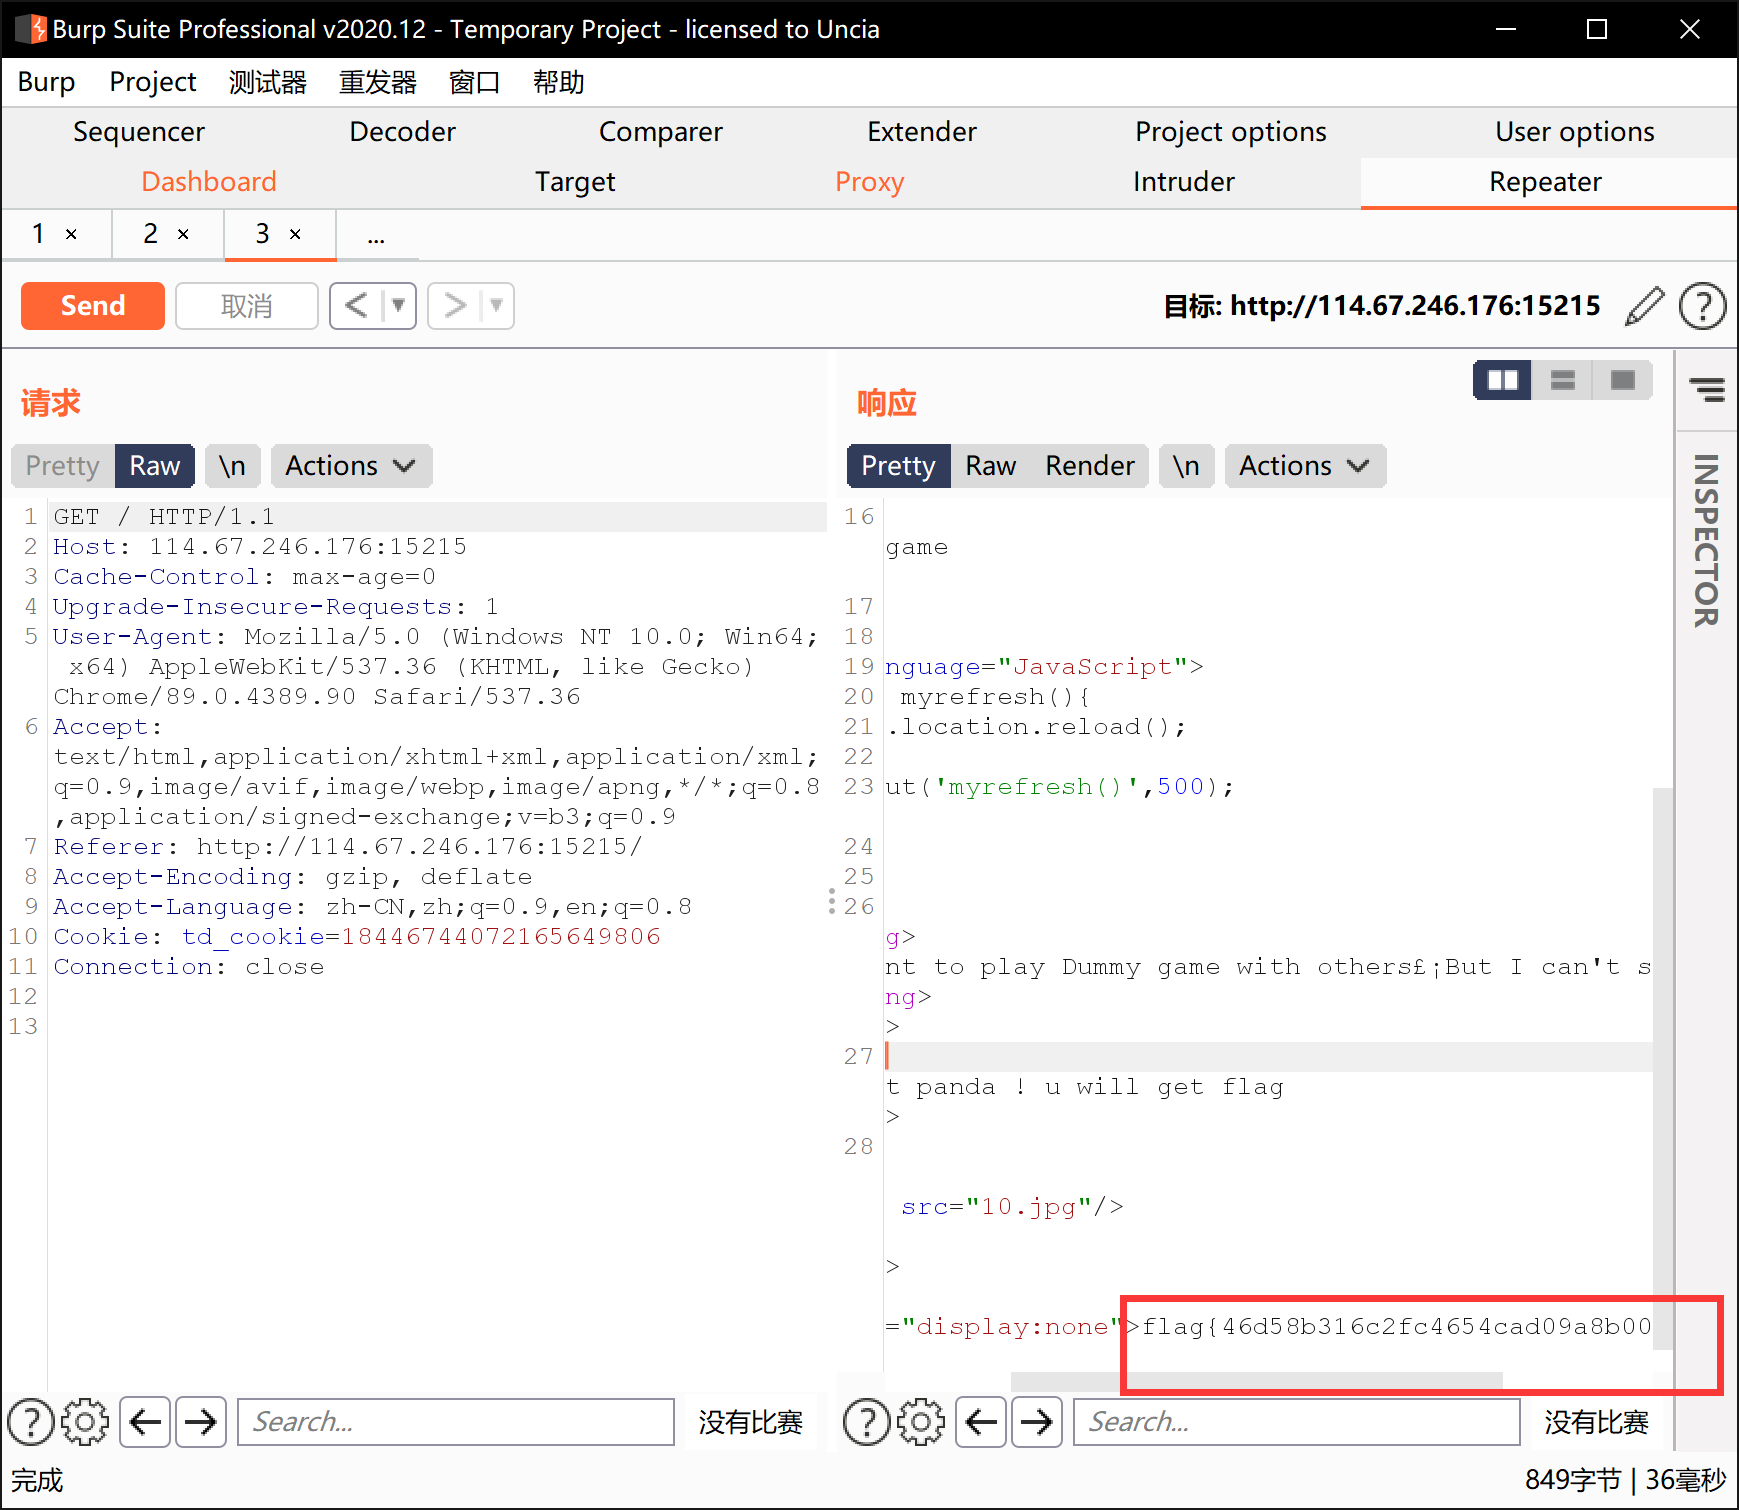 Burp Suite Professional v2020.12 - Temporary Project - licensed to Uncia
Burp Project 测试器 重发器 窗口 帮助
Sequencer Decoder Comparer Extender Project options User options
Dashboard Target Proxy Intruder Repeater
1 × 2 × 3 × ...
Send 取消 < > 目标: http://114.67.246.176:15215 ?
请求
Pretty Raw \n Actions
1 GET / HTTP/1.1
2 Host: 114.67.246.176:15215
3 Cache-Control: max-age=0
4 Upgrade-Insecure-Requests: 1
5 User-Agent: Mozilla/5.0 (Windows NT 10.0; Win64;
x64) AppleWebKit/537.36 (KHTML, like Gecko)
Chrome/89.0.4389.90 Safari/537.36
6 Accept:
text/html,application/xhtml+xml,application/xml;
q=0.9,image/avif,image/webp,image/apng,*/*;q=0.8
,application/signed-exchange;v=b3;q=0.9
7 Referer: http://114.67.246.176:15215/
8 Accept-Encoding: gzip, deflate
9 Accept-Language: zh-CN,zh;q=0.9,en;q=0.8
10 Cookie: td_cookie=18446744072165649806
11 Connection: close
12
13
响应
Pretty Raw Render \n Actions
16
game
17
18
19 nguage="JavaScript">
20 myrefresh(){
21 .location.reload();
22
23 ut('myrefresh()',500);
24
25
26
g>
nt to play Dummy game with others£¡But I can't s
ng>
>
27
t panda ! u will get flag
>
28
src="10.jpg"/>
>
="display:none">flag{46d58b316c2fc4654cad09a8b00
INSPECTOR
? Search... 没有比赛
? Search... 没有比赛
完成 849字节 | 36毫秒